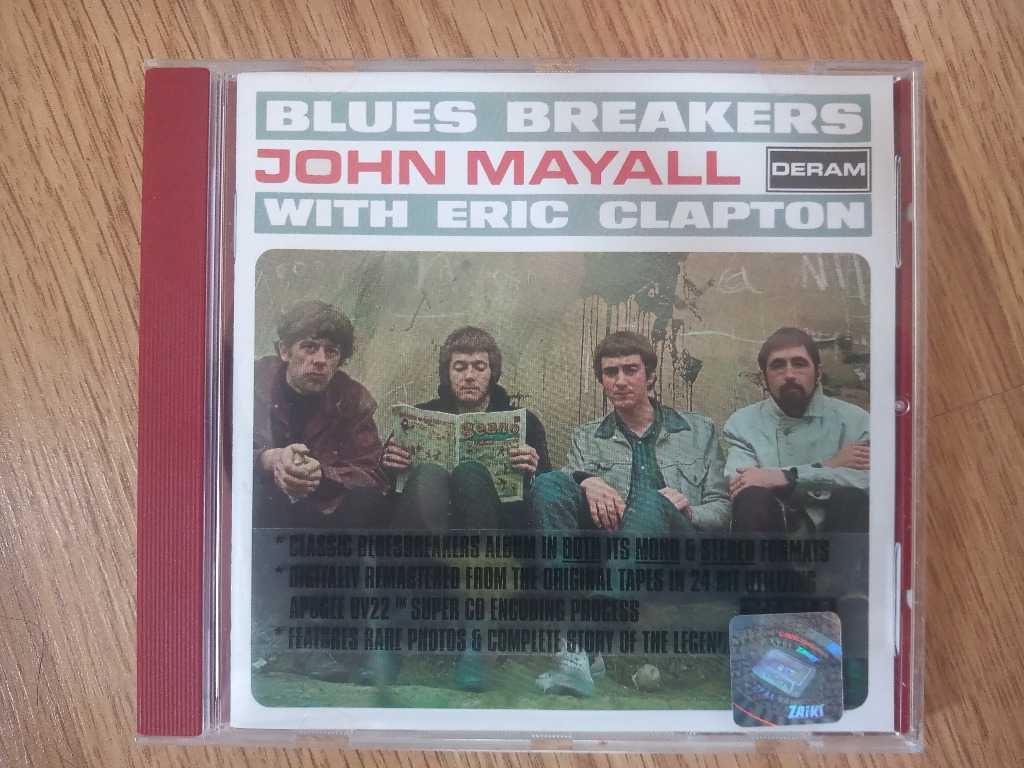 BLUES BREAKERS
JOHN MAYALL
DERAM
WITH ERIC CLAPTON
Beano
* CLASSIC BLUESBREAKERS ALBUM IN BOTH ITS MONO & STEREO FORMATS
* DIGITALLY REMASTERED FROM THE ORIGINAL TAPES IN 24 BIT UTILIZING
APOGEE UV22 ™ SUPER CD ENCODING PROCESS
* FEATURES RARE PHOTOS & COMPLETE STORY OF THE
ZAiKS